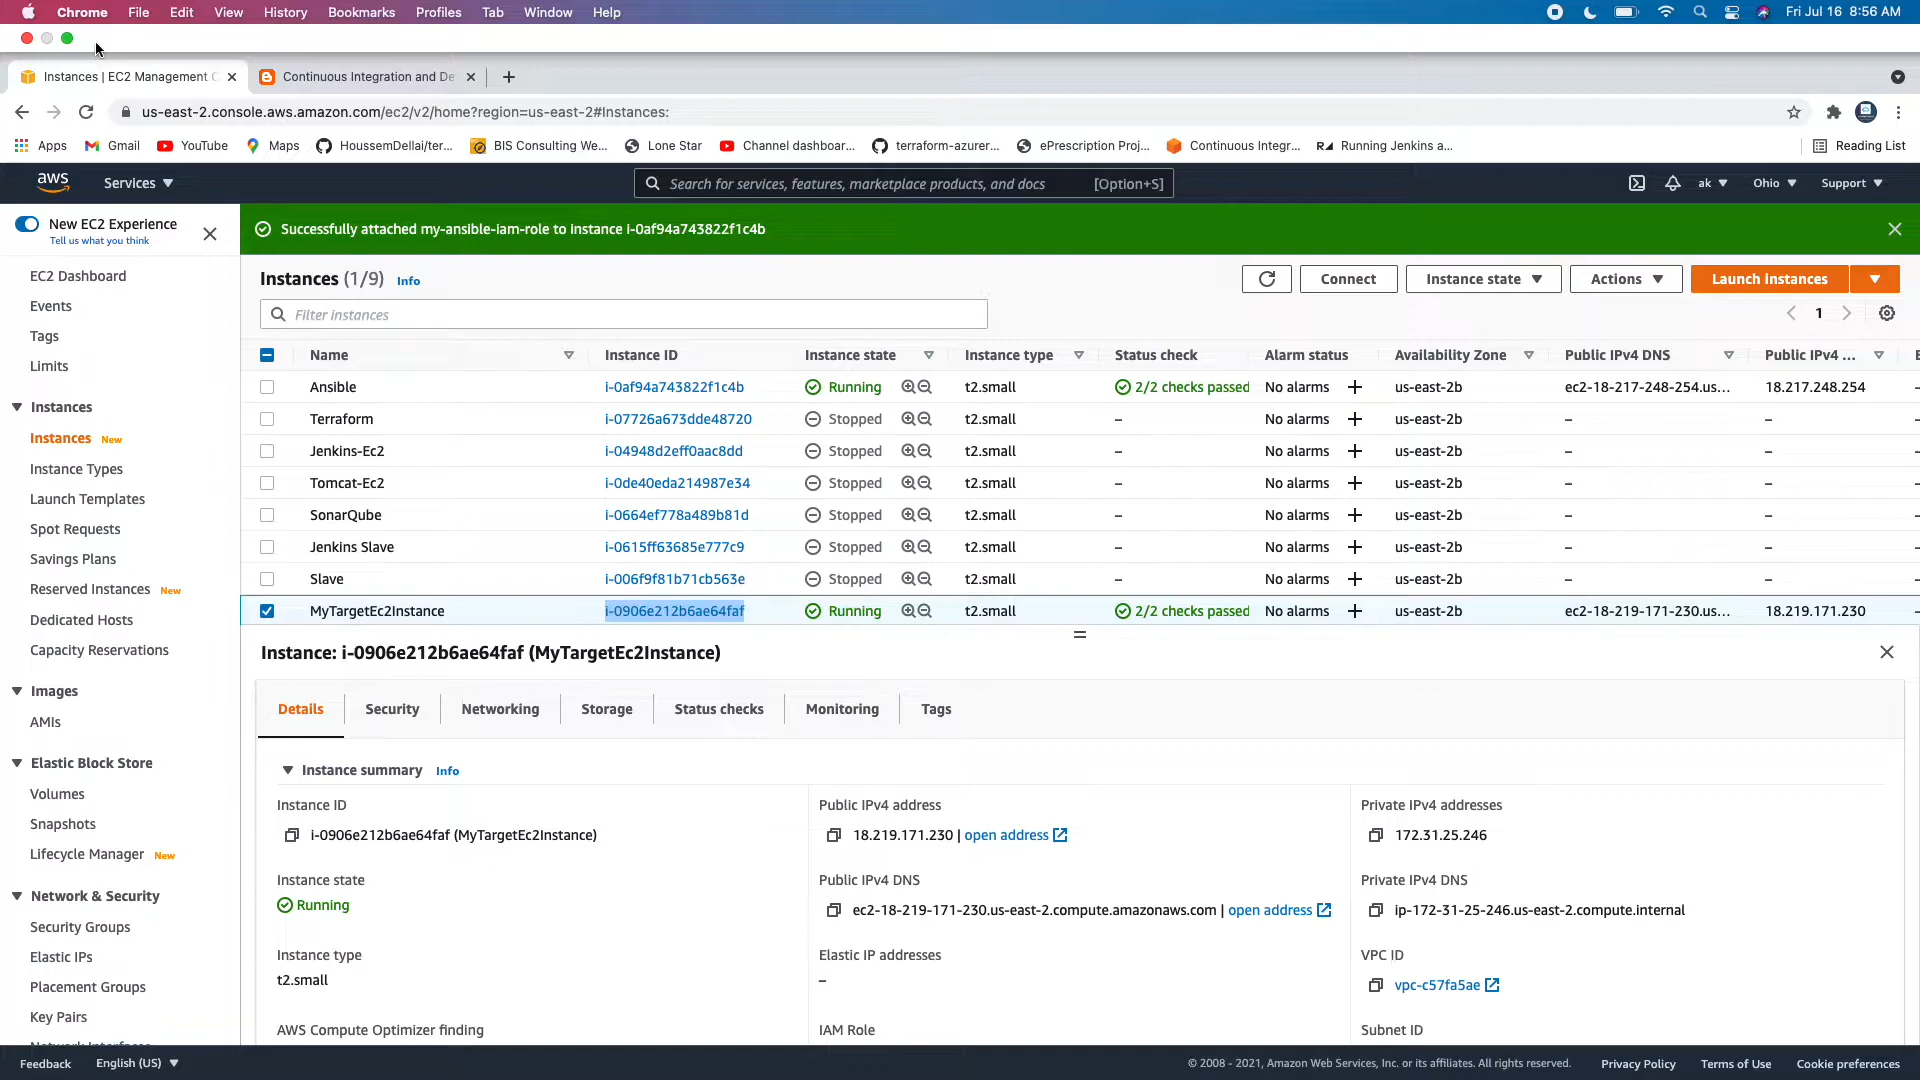 Chrome File Edit View History Bookmarks Profiles Tab Window Help Fri Jul 16 8:56 AM
Instances | EC2 Management C Continuous Integration and De
us-east-2.console.aws.amazon.com/ec2/v2/home?region=us-east-2#Instances:
Apps Gmail YouTube Maps HoussemDellai/ter... BIS Consulting We... Lone Star Channel dashboar... terraform-azurer... ePrescription Proj... Continuous Integr... Running Jenkins a... Reading List
aws Services Search for services, features, marketplace products, and docs [Option+S] ak Ohio Support
New EC2 Experience
Tell us what you think
Successfully attached my-ansible-iam-role to instance i-0af94a743822f1c4b
EC2 Dashboard
Events
Tags
Limits
Instances
Instances New
Instance Types
Launch Templates
Spot Requests
Savings Plans
Reserved Instances New
Dedicated Hosts
Capacity Reservations
Images
AMIs
Elastic Block Store
Volumes
Snapshots
Lifecycle Manager New
Network & Security
Security Groups
Elastic IPs
Placement Groups
Key Pairs
Instances (1/9) Info Connect Instance state Actions Launch instances
Filter instances 1
Name Instance ID Instance state Instance type Status check Alarm status Availability Zone Public IPv4 DNS Public IPv4 ...
Ansible i-0af94a743822f1c4b Running t2.small 2/2 checks passed No alarms us-east-2b ec2-18-217-248-254.us... 18.217.248.254
Terraform i-07726a673dde48720 Stopped t2.small – No alarms us-east-2b – –
Jenkins-Ec2 i-04948d2eff0aac8dd Stopped t2.small – No alarms us-east-2b – –
Tomcat-Ec2 i-0de40eda214987e34 Stopped t2.small – No alarms us-east-2b – –
SonarQube i-0664ef778a489b81d Stopped t2.small – No alarms us-east-2b – –
Jenkins Slave i-0615ff63685e777c9 Stopped t2.small – No alarms us-east-2b – –
Slave i-006f9f81b71cb563e Stopped t2.small – No alarms us-east-2b – –
MyTargetEc2Instance i-0906e212b6ae64faf Running t2.small 2/2 checks passed No alarms us-east-2b ec2-18-219-171-230.us... 18.219.171.230
Instance: i-0906e212b6ae64faf (MyTargetEc2Instance)
Details Security Networking Storage Status checks Monitoring Tags
Instance summary Info
Instance ID Public IPv4 address Private IPv4 addresses
i-0906e212b6ae64faf (MyTargetEc2Instance) 18.219.171.230 | open address 172.31.25.246
Instance state Public IPv4 DNS Private IPv4 DNS
Running ec2-18-219-171-230.us-east-2.compute.amazonaws.com | open address ip-172-31-25-246.us-east-2.compute.internal
Instance type Elastic IP addresses VPC ID
t2.small – vpc-c57fa5ae
AWS Compute Optimizer finding IAM Role Subnet ID
Feedback English (US) © 2008 - 2021, Amazon Web Services, Inc. or its affiliates. All rights reserved. Privacy Policy Terms of Use Cookie preferences